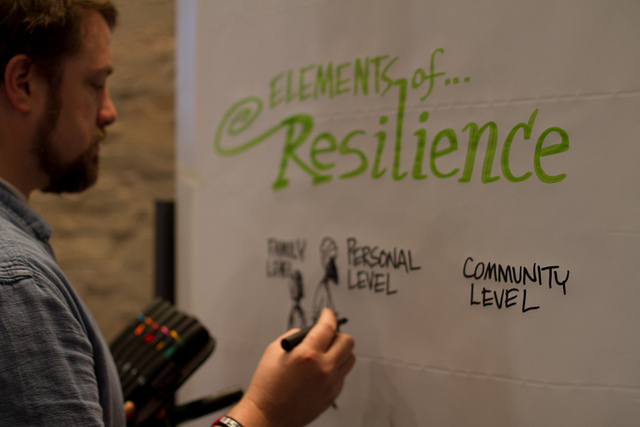 ELEMENTS of...
Resilience
FAMILY
LEVEL
PERSONAL
LEVEL
COMMUNITY
LEVEL